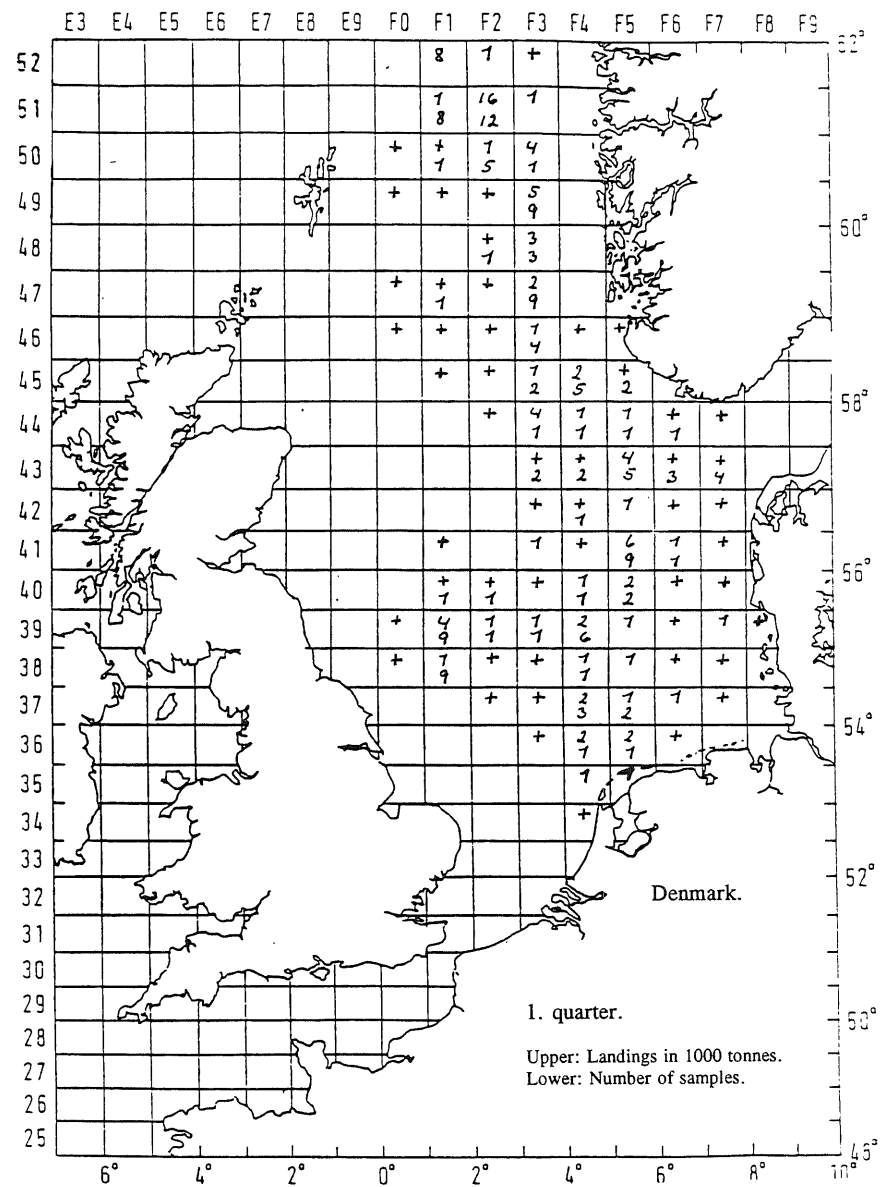 E3 E4 E5 E6 E7 E8 E9 F0 F1 F2 F3 F4 F5 F6 F7 F8 F9
62°
52 8 1 +
51 1 16 1
8 12
50 + + 1 4
1 5 1
49 + + + 5
9
60°
48 + 3
1 3
47 + + + 2
1 9
46 + + + 1 + +
4
45 + + 1 2 +
2 5 2
58°
44 + 4 1 1 + +
1 1 1 1
43 + + 4 + +
2 2 5 3 4
42 + + 1 + +
1
41 + 1 + 6 1 +
9 1
56°
40 + + + 1 2 + +
1 1 1 2
39 + 4 1 1 2 1 + 1 +
9 1 1 6
38 + 1 + + 1 1 + +
9 1
37 + + 2 1 1 +
3 2
54°
36 + 2 2 +
1 1
35 1
34 +
33
52°
32
Denmark.
31
30
29
1. quarter.
50°
28
Upper: Landings in 1000 tonnes.
27
Lower: Number of samples.
26
25
48°
6° 4° 2° 0° 2° 4° 6° 8° 10°